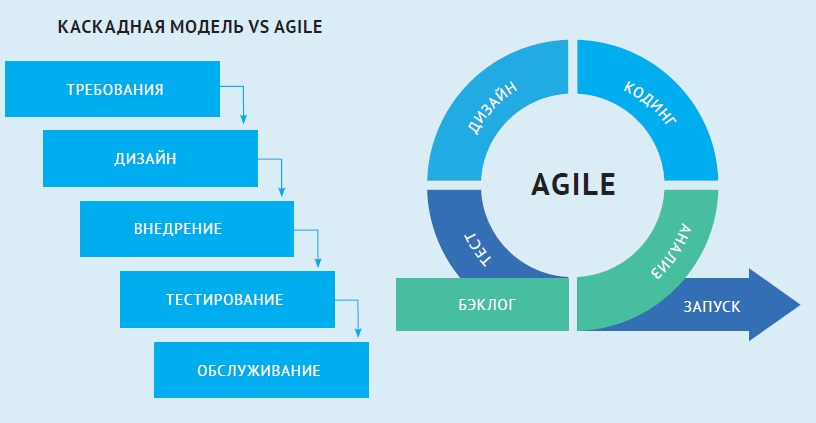 КАСКАДНАЯ МОДЕЛЬ VS AGILE
ТРЕБОВАНИЯ
ДИЗАЙН
ВНЕДРЕНИЕ
ТЕСТИРОВАНИЕ
ОБСЛУЖИВАНИЕ
ДИЗАЙН
КОДИНГ
AGILE
ТЕСТ
АНАЛИЗ
БЭКЛОГ
ЗАПУСК